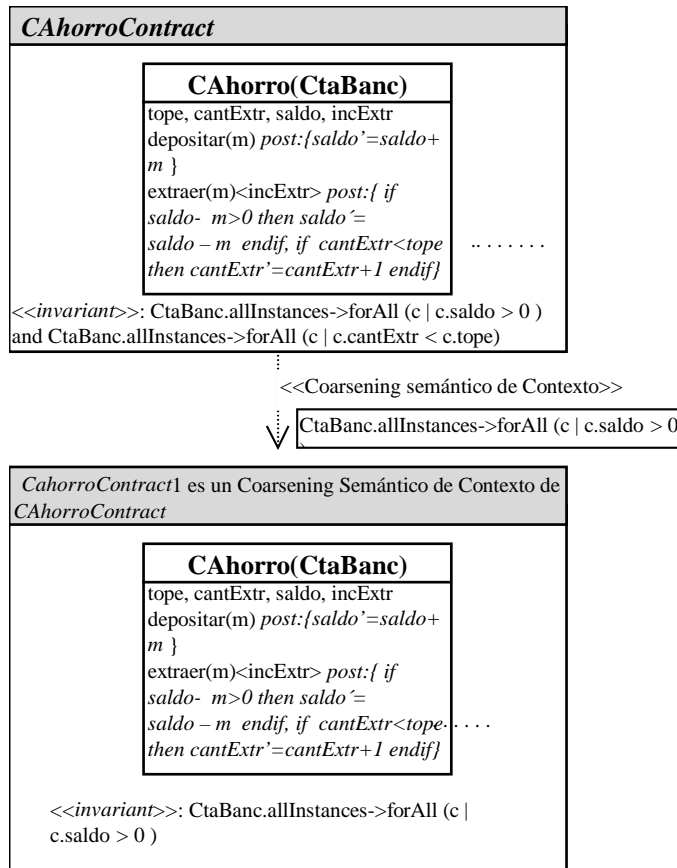 CAhorroContract
CAhorro(CtaBanc)
tope, cantExtr, saldo, incExtr
depositar(m) post:{saldo’=saldo+
m }
extraer(m)<incExtr> post:{ if
saldo-  m>0 then saldo´=
saldo – m  endif, if  cantExtr<tope
then cantExtr’=cantExtr+1 endif}
.. . . . . . .
<<invariant>>: CtaBanc.allInstances->forAll (c | c.saldo > 0 )
and CtaBanc.allInstances->forAll (c | c.cantExtr < c.tope)
<<Coarsening semántico de Contexto>>
CtaBanc.allInstances->forAll (c | c.saldo > 0
CahorroContract1 es un Coarsening Semántico de Contexto de
CAhorroContract
CAhorro(CtaBanc)
tope, cantExtr, saldo, incExtr
depositar(m) post:{saldo’=saldo+
m }
extraer(m)<incExtr> post:{ if
saldo-  m>0 then saldo´=
saldo – m  endif, if  cantExtr<tope. . . . .
then cantExtr’=cantExtr+1 endif}
<<invariant>>: CtaBanc.allInstances->forAll (c |
c.saldo > 0 )